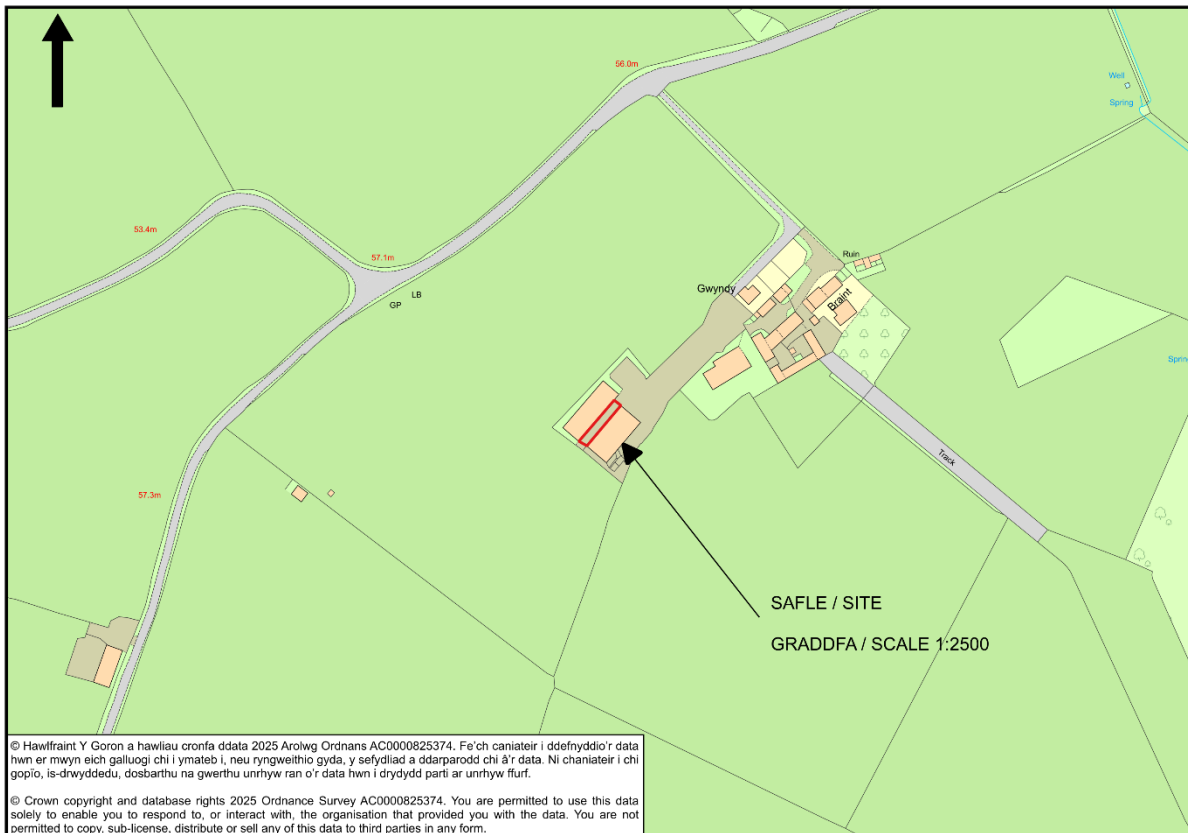 56.0m
Well
Spring
53.4m
57.1m
LB
GP
Ruin
Gwyndy
Braint
Spring
Track
57.3m
SAFLE / SITE
GRADDFA / SCALE 1:2500
© Hawlfraint Y Goron a hawliau cronfa ddata 2025 Arolwg Ordnans AC0000825374. Fe'ch caniateir i ddefnyddio'r data
hwn er mwyn eich galluogi chi i ymateb i, neu ryngweithio gyda, y sefydliad a ddarparodd chi â'r data. Ni chaniateir i chi
gopïo, is-drwyddedu, dosbarthu na gwerthu unrhyw ran o'r data hwn i drydydd parti ar unrhyw ffurf.
© Crown copyright and database rights 2025 Ordnance Survey AC0000825374. You are permitted to use this data
solely to enable you to respond to, or interact with, the organisation that provided you with the data. You are not
permitted to copy, sub-license, distribute or sell any of this data to third parties in any form.